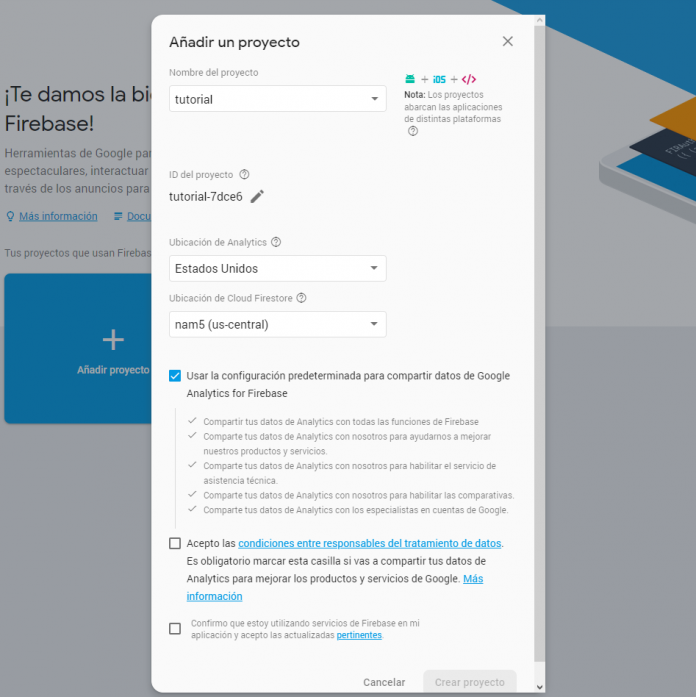 Añadir un proyecto
Nombre del proyecto
tutorial
+ iOS + </>
Nota: Los proyectos
abarcan las aplicaciones
de distintas plataformas
ID del proyecto
tutorial-7dce6
Ubicación de Analytics
Estados Unidos
Ubicación de Cloud Firestore
nam5 (us-central)
Usar la configuración predeterminada para compartir datos de Google
Analytics for Firebase
Compartir tus datos de Analytics con todas las funciones de Firebase
Comparte tus datos de Analytics con nosotros para ayudarnos a mejorar
nuestros productos y servicios.
Comparte tus datos de Analytics con nosotros para habilitar el servicio de
asistencia técnica.
Comparte tus datos de Analytics con nosotros para habilitar las comparativas.
Comparte tus datos de Analytics con los especialistas en cuentas de Google.
Acepto las condiciones entre responsables del tratamiento de datos.
Es obligatorio marcar esta casilla si vas a compartir tus datos de
Analytics para mejorar los productos y servicios de Google. Más
información
Confirmo que estoy utilizando servicios de Firebase en mi
aplicación y acepto las actualizadas pertinentes
Cancelar
Crear proyecto
¡Te damos la bi
Firebase!
Herramientas de Google par
espectaculares, interactuar
través de los anuncios para
Más información
Docu
Tus proyectos que usan Firebas
+
Añadir proyecto